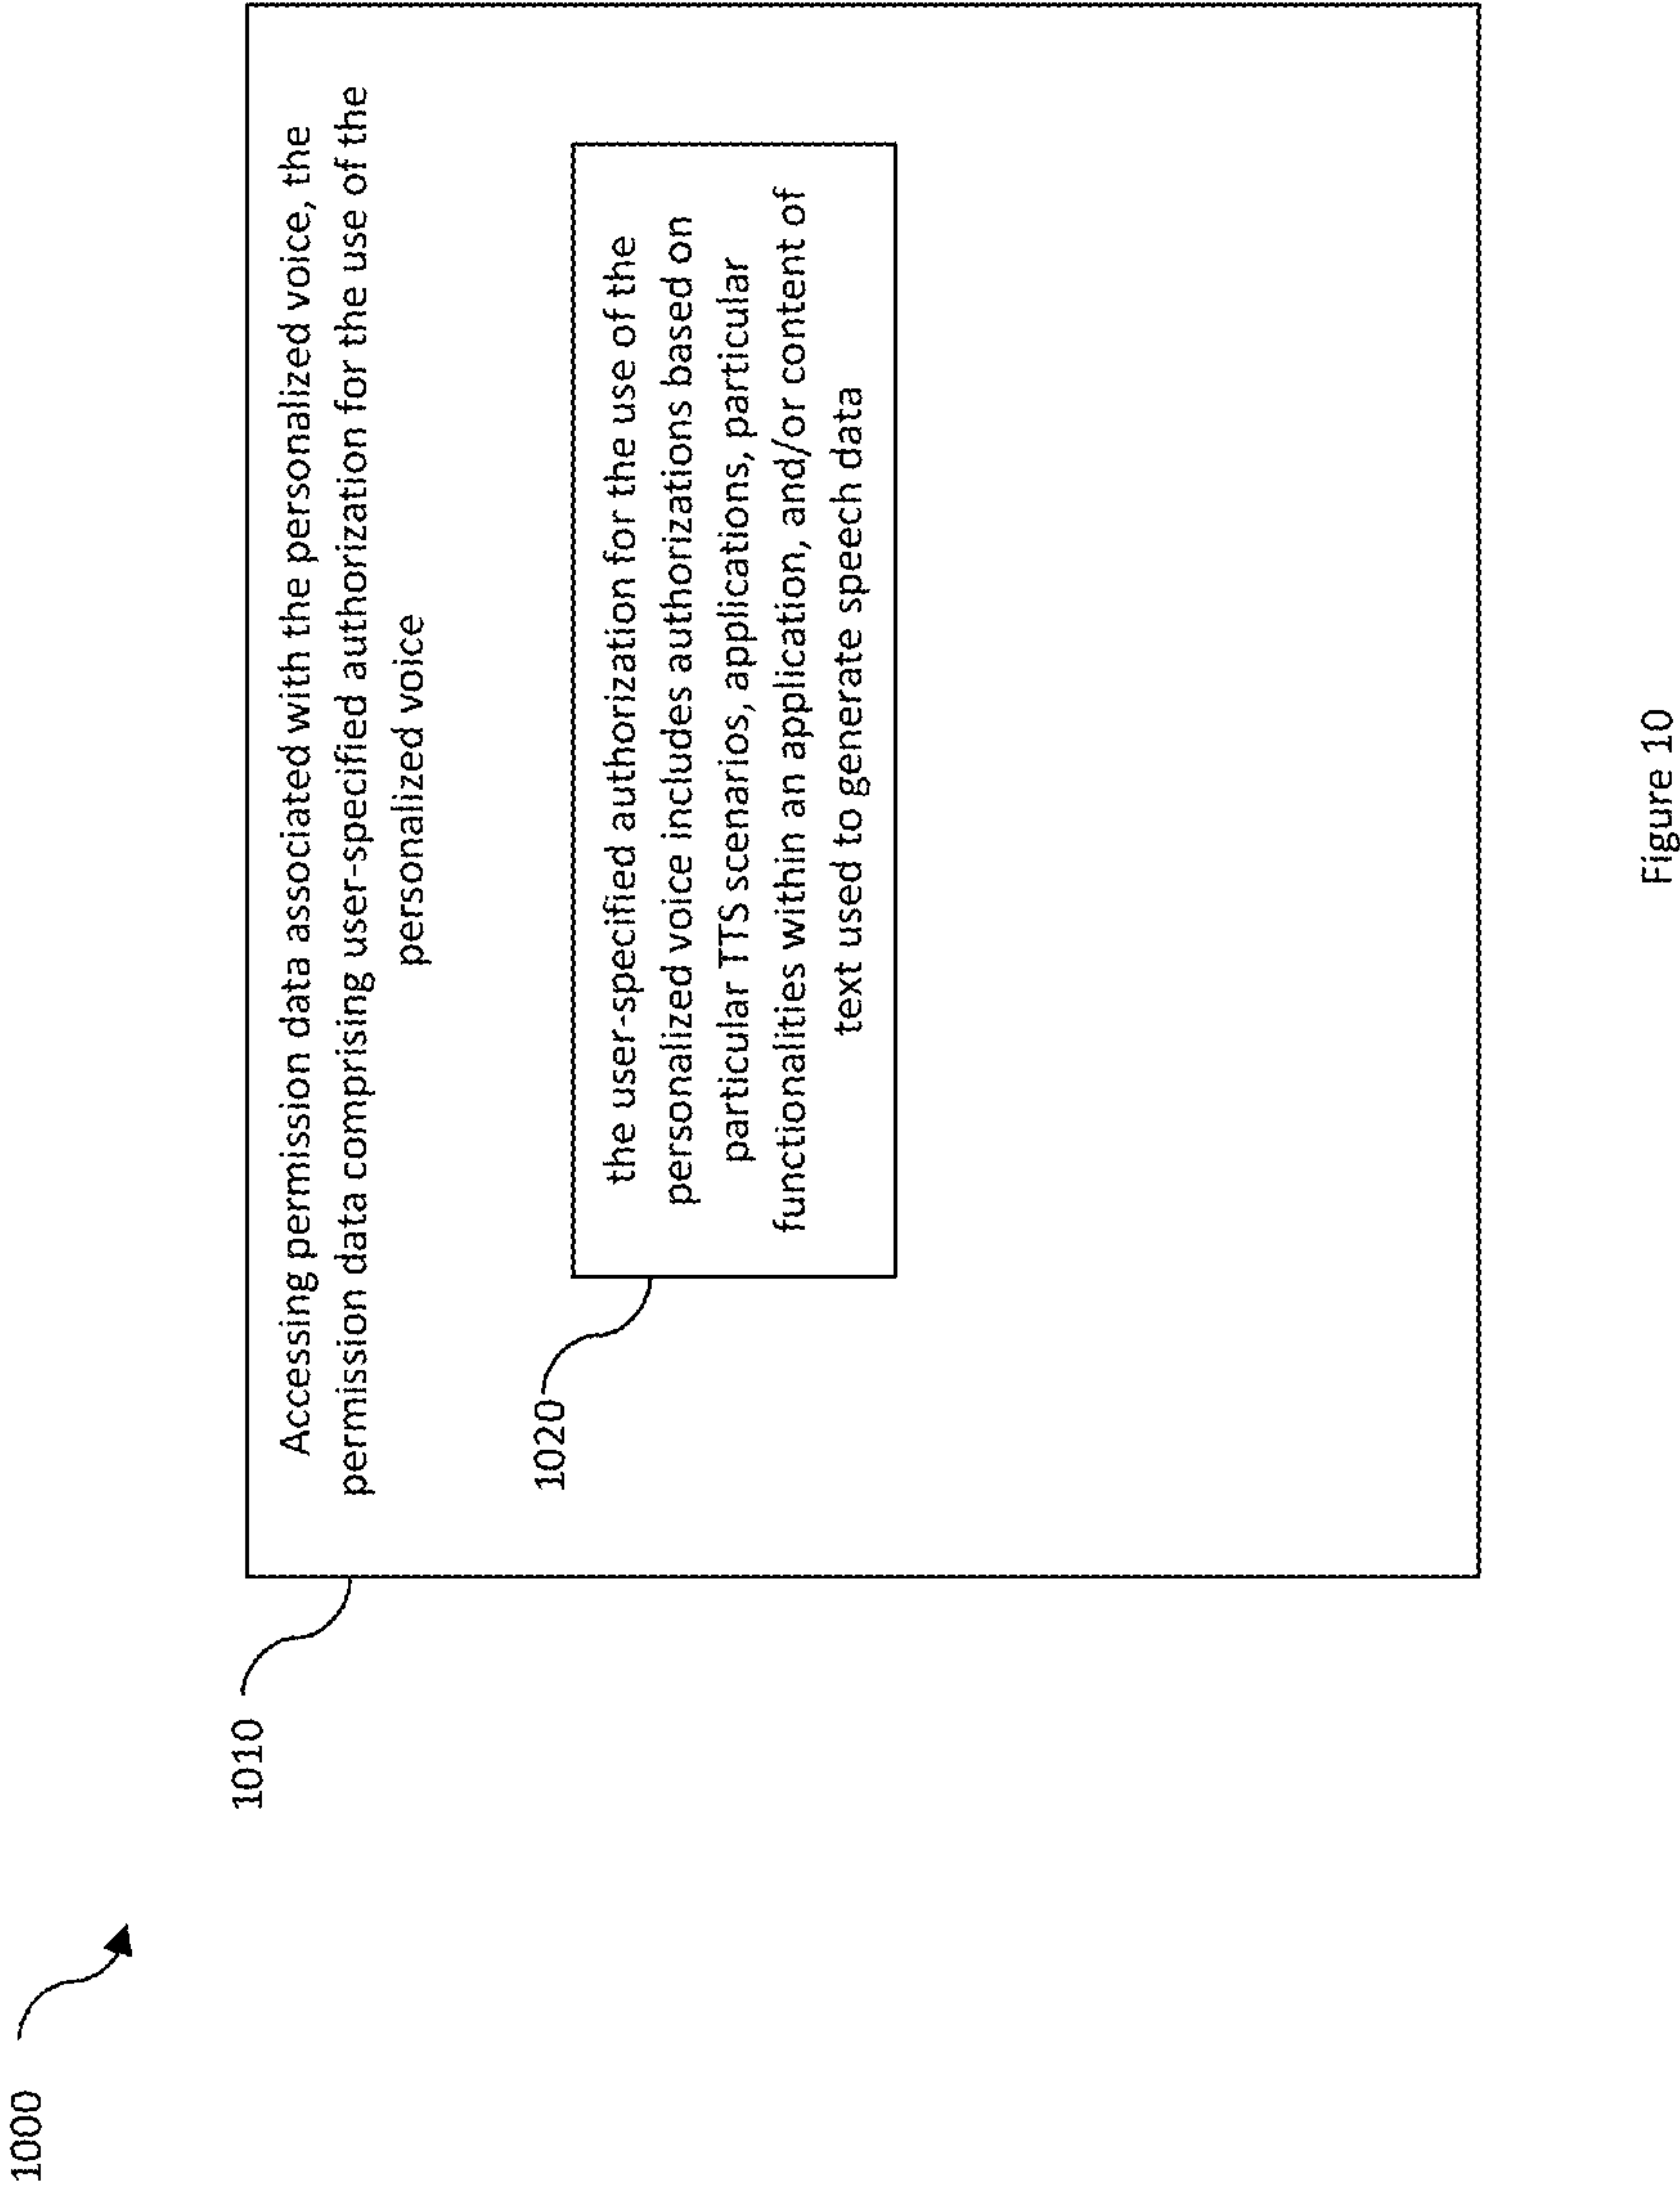 1000
1010
Accessing permission data associated with the personalized voice, the
permission data comprising user-specified authorization for the use of the
personalized voice
1020
the user-specified authorization for the use of the
personalized voice includes authorizations based on
particular TTS scenarios, applications, particular
functionalities within an application, and/or content of
text used to generate speech data
Figure 10